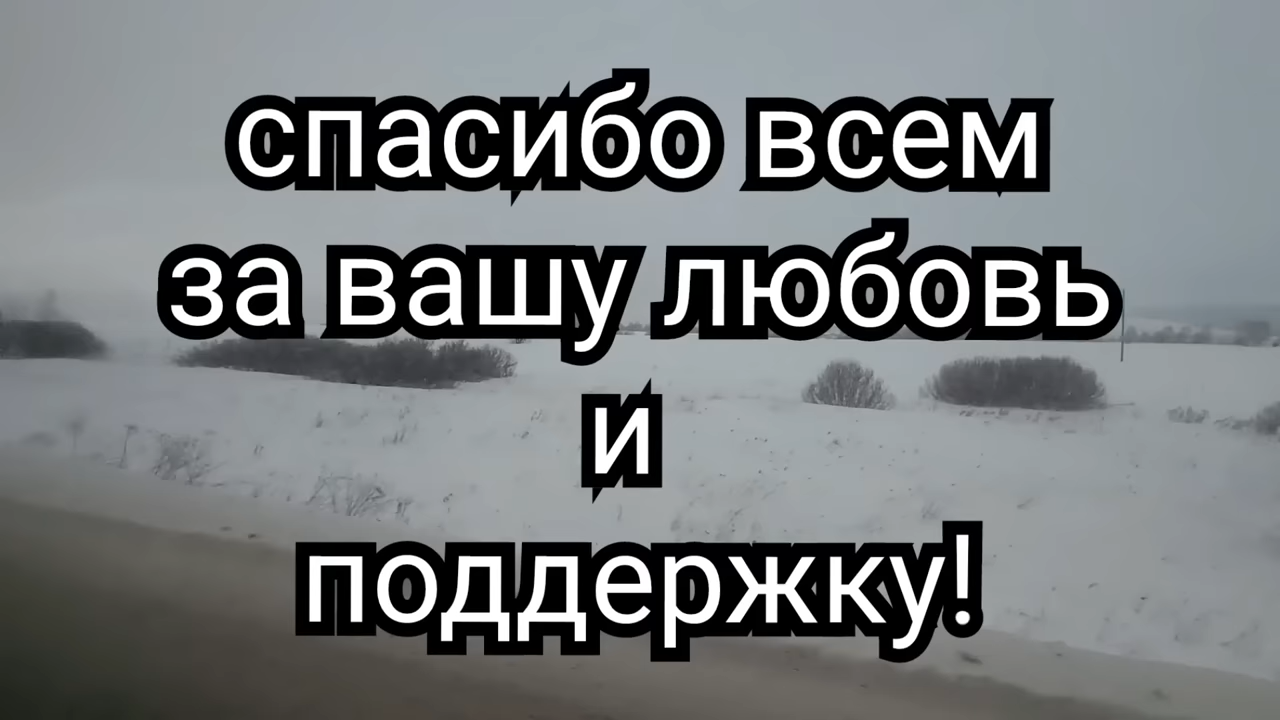 спасибо всем
за вашу любовь
и
поддержку!